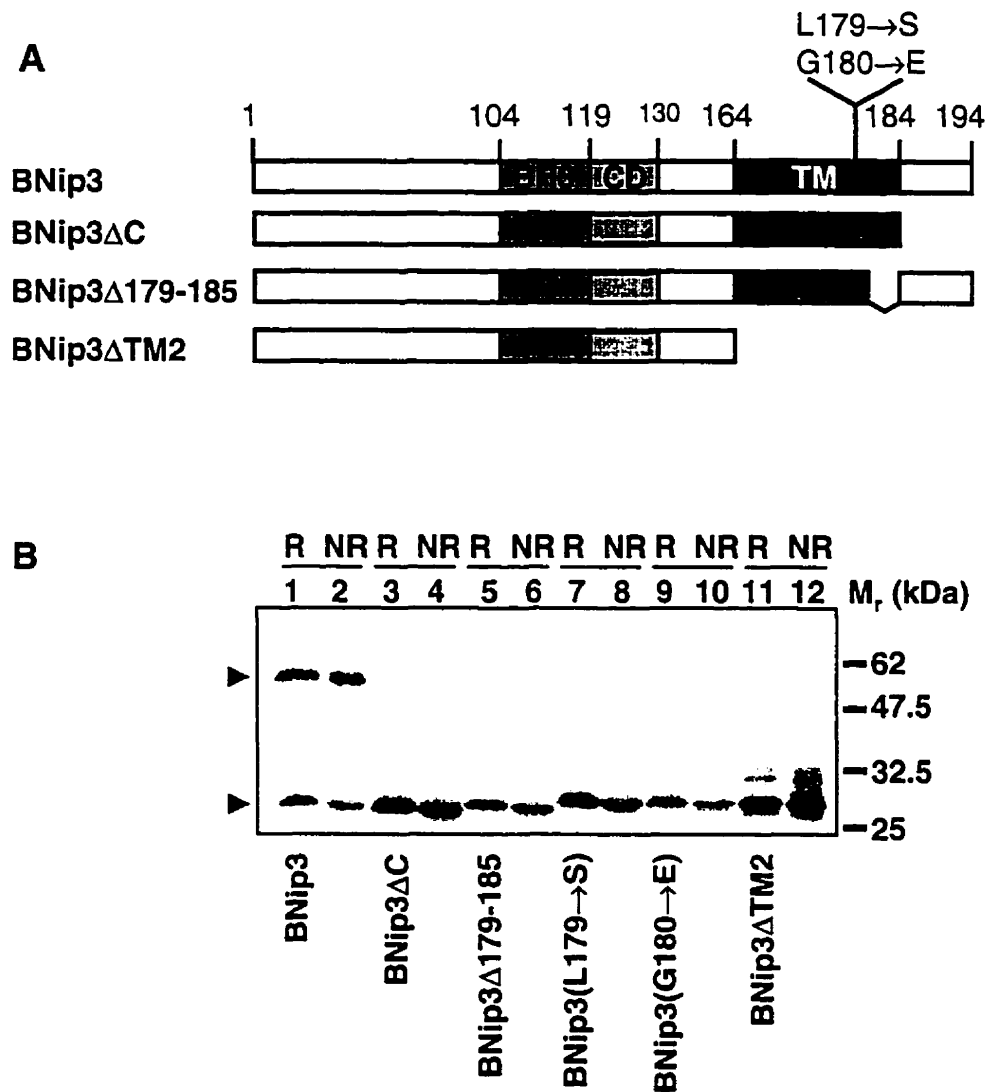 A
L179→S
G180→E
1 104 119 130 164 184 194
BNip3 CD TM
BNip3ΔC
BNip3Δ179-185
BNip3ΔTM2
B
R NR R NR R NR R NR R NR R NR
1 2 3 4 5 6 7 8 9 10 11 12 Mr (kDa)
62
47.5
32.5
25
BNip3
BNip3ΔC
BNip3Δ179-185
BNip3(L179→S)
BNip3(G180→E)
BNip3ΔTM2